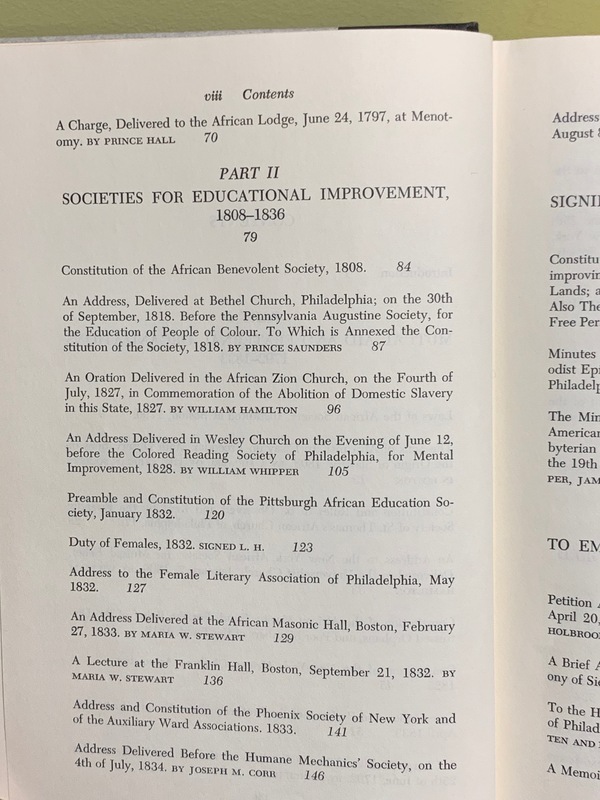 viii Contents
A Charge, Delivered to the African Lodge, June 24, 1797, at Menot-
omy. BY PRINCE HALL 70
PART II
SOCIETIES FOR EDUCATIONAL IMPROVEMENT,
1808–1836
79
Constitution of the African Benevolent Society, 1808. 84
An Address, Delivered at Bethel Church, Philadelphia; on the 30th
of September, 1818. Before the Pennsylvania Augustine Society, for
the Education of People of Colour. To Which is Annexed the Con-
stitution of the Society, 1818. BY PRINCE SAUNDERS 87
An Oration Delivered in the African Zion Church, on the Fourth of
July, 1827, in Commemoration of the Abolition of Domestic Slavery
in this State, 1827. BY WILLIAM HAMILTON 96
An Address Delivered in Wesley Church on the Evening of June 12,
before the Colored Reading Society of Philadelphia, for Mental
Improvement, 1828. BY WILLIAM WHIPPER 105
Preamble and Constitution of the Pittsburgh African Education So-
ciety, January 1832. 120
Duty of Females, 1832. SIGNED L. H. 123
Address to the Female Literary Association of Philadelphia, May
1832. 127
An Address Delivered at the African Masonic Hall, Boston, February
27, 1833. BY MARIA W. STEWART 129
A Lecture at the Franklin Hall, Boston, September 21, 1832. BY
MARIA W. STEWART 136
Address and Constitution of the Phoenix Society of New York and
of the Auxiliary Ward Associations. 1833. 141
Address Delivered Before the Humane Mechanics' Society, on the
4th of July, 1834. BY JOSEPH M. CORR 146
Address
August
SIGNI
Constitu
improvin
Lands; a
Also The
Free Per
Minutes
odist Ep
Philadelp
The Min
American
byterian
the 19th
PER, JAM
TO EM
Petition
April 20,
HOLBROO
A Brief
ony of Si
To the H
of Philad
TEN AND
A Memoi